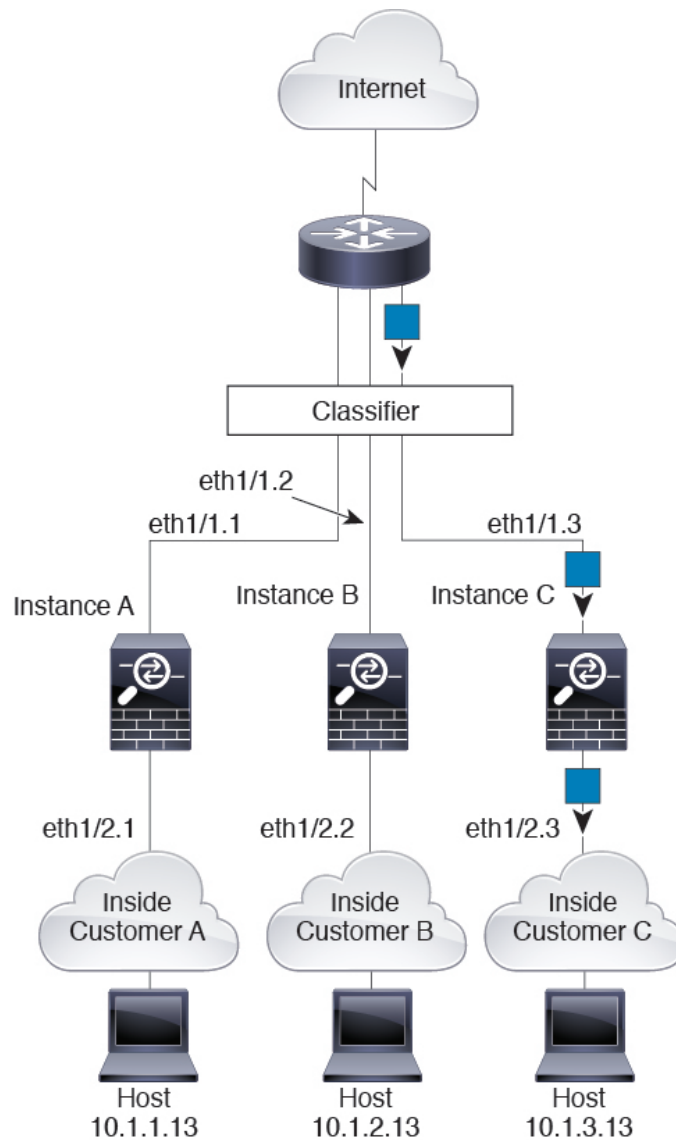 Internet
Classifier
eth1/1.2
eth1/1.1
eth1/1.3
Instance A
Instance B
Instance C
eth1/2.1
eth1/2.2
eth1/2.3
Inside
Customer A
Inside
Customer B
Inside
Customer C
Host
10.1.1.13
Host
10.1.2.13
Host
10.1.3.13